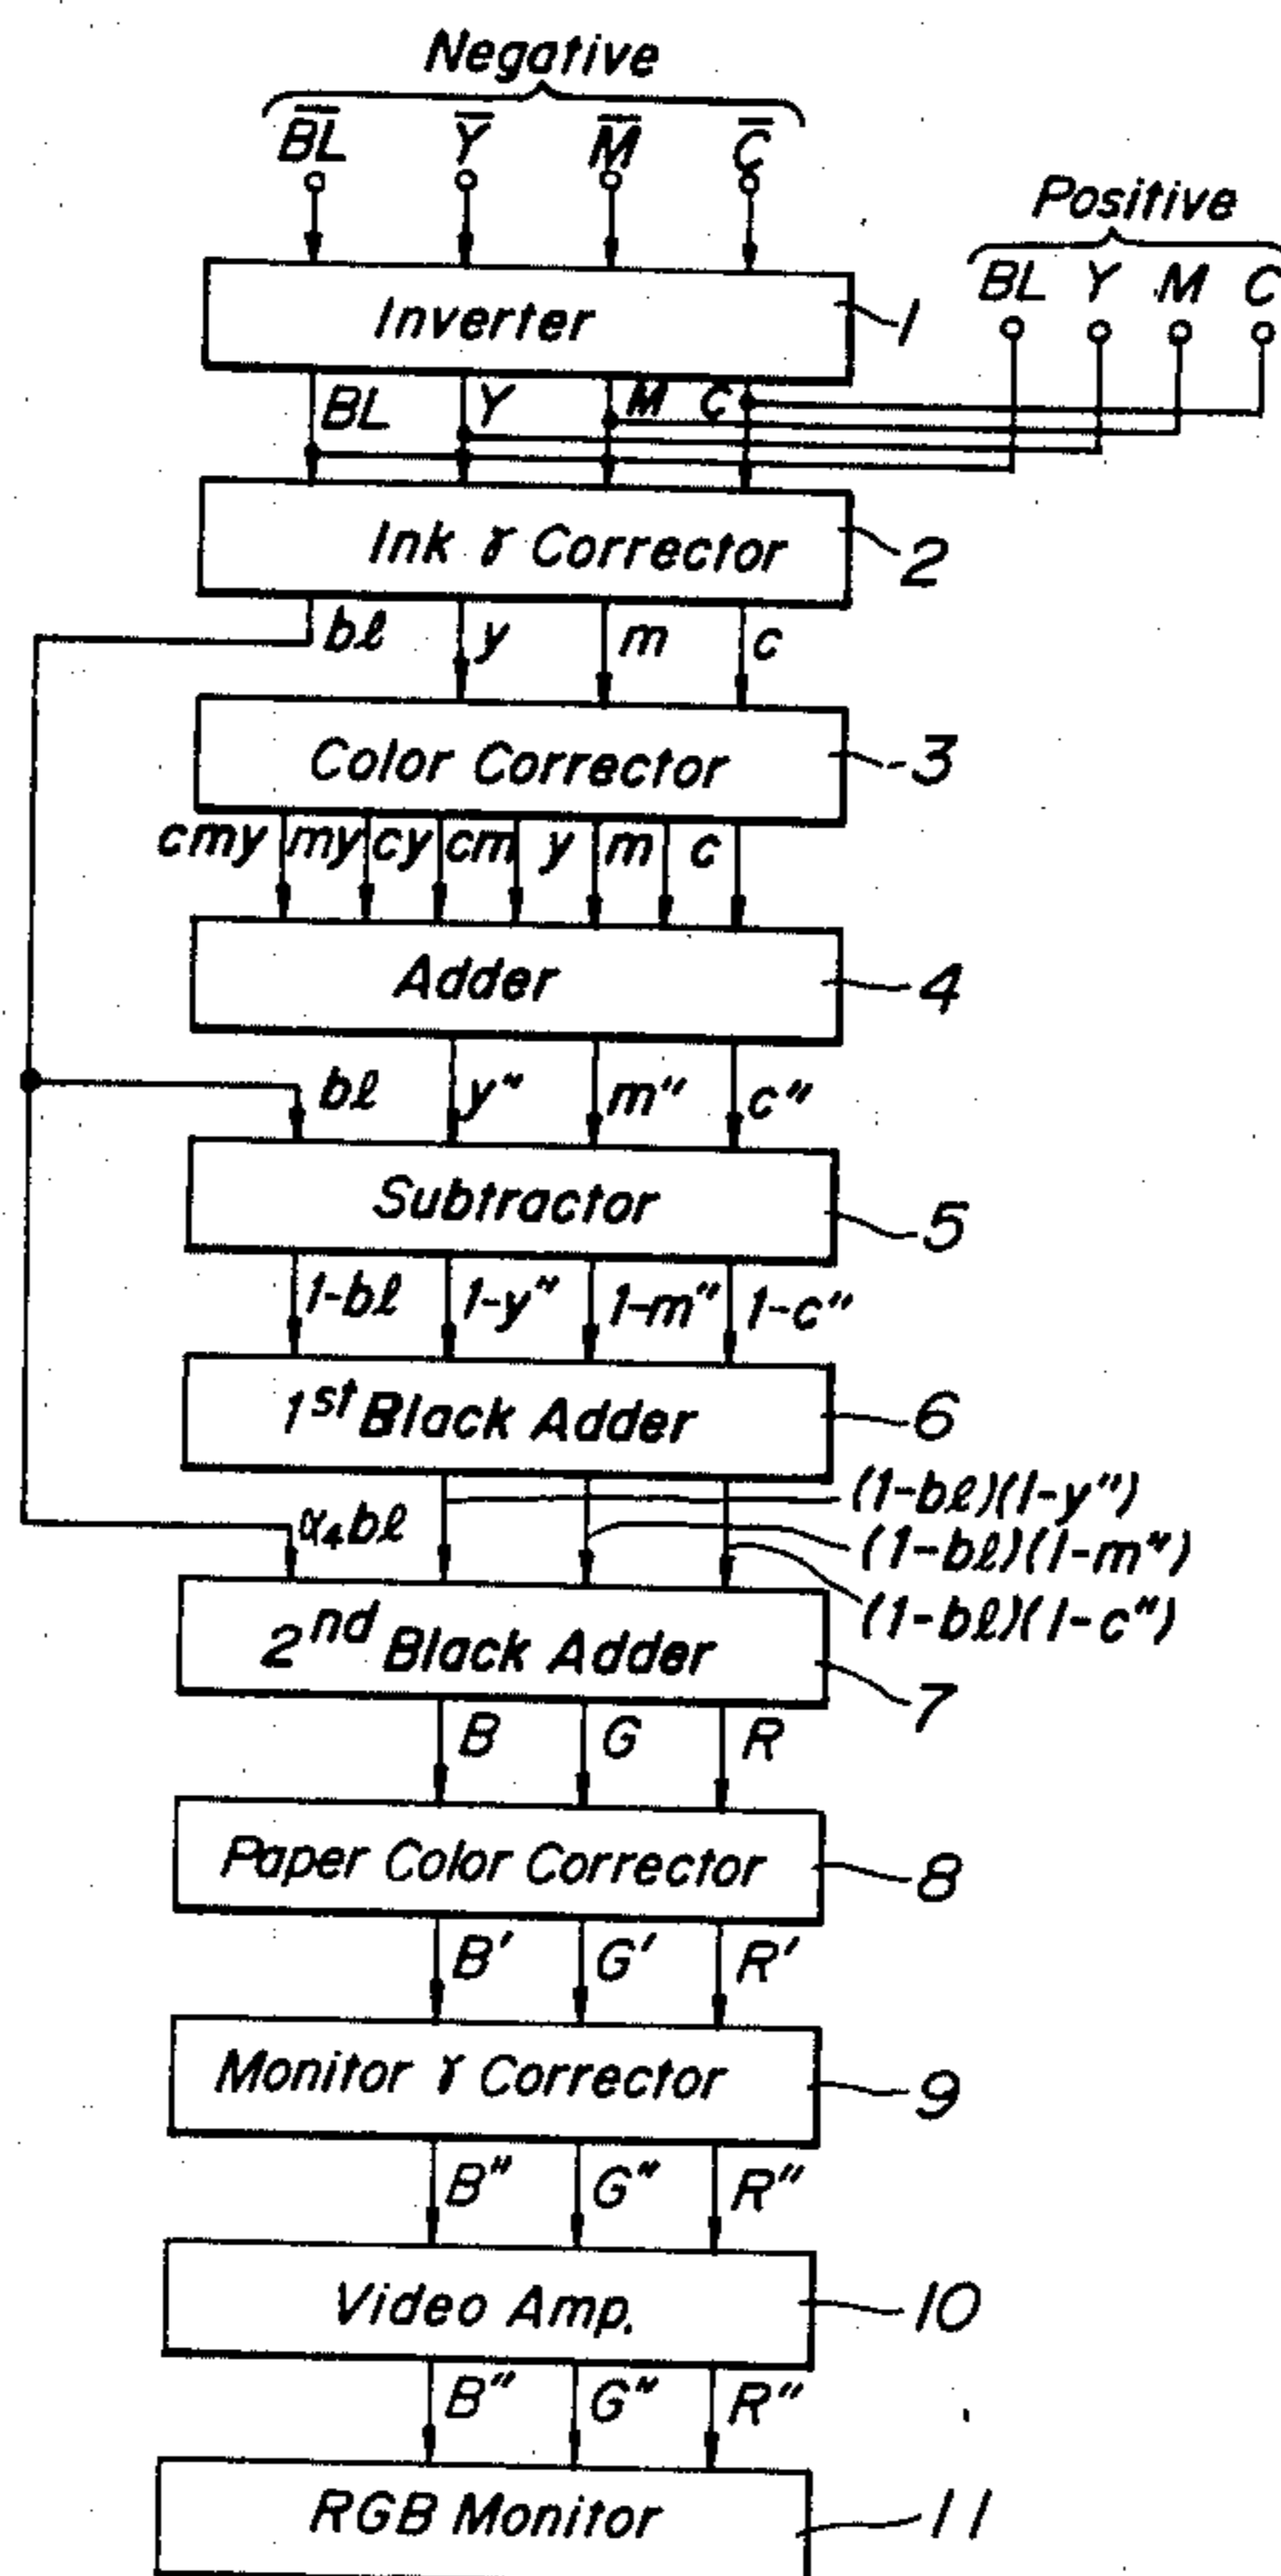 Negative
B̅L̅ Y̅ M̅ C̅
Positive
BL Y M C
Inverter 1
BL Y M C
Ink γ Corrector 2
bℓ y m c
Color Corrector 3
cmy my cy cm y m c
Adder 4
bℓ y" m" c"
Subtractor 5
1-bℓ 1-y" 1-m" 1-c"
1st Black Adder 6
(1-bℓ)(1-y")
α₄bℓ
(1-bℓ)(1-m")
(1-bℓ)(1-c")
2nd Black Adder 7
B G R
Paper Color Corrector 8
B' G' R'
Monitor γ Corrector 9
B" G" R"
Video Amp. 10
B" G" R"
RGB Monitor 11